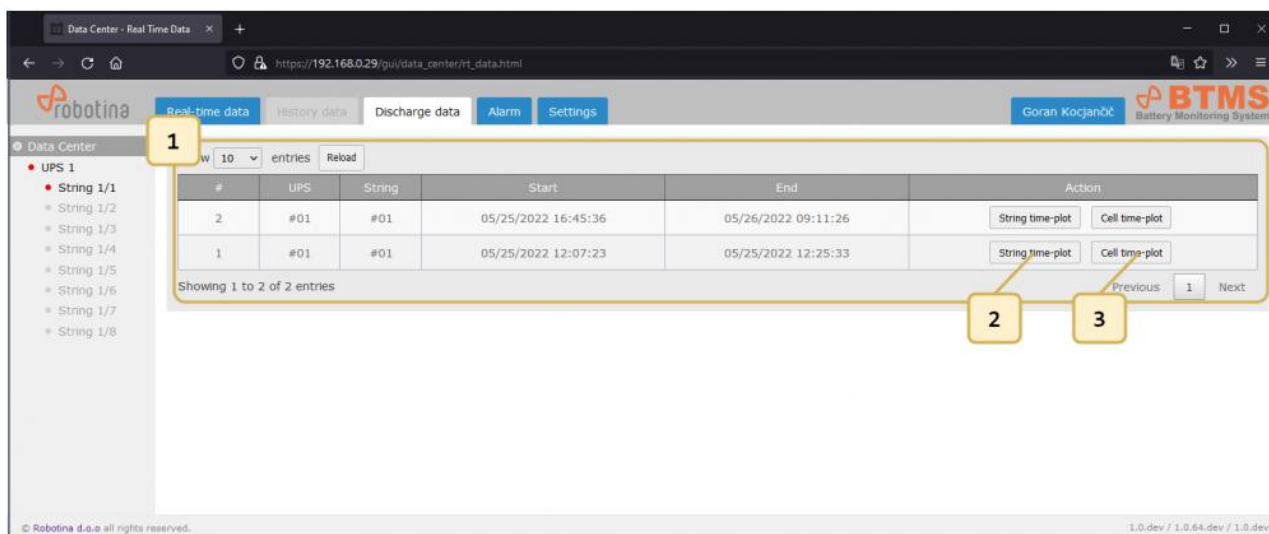 Data Center - Real Time Data
https://192.168.0.29/gui/data_center/rt_data.html
robotina
Real-time data History data Discharge data Alarm Settings
Goran Kocjančič
BTMS
Battery Monitoring System
Data Center
UPS 1
String 1/1
String 1/2
String 1/3
String 1/4
String 1/5
String 1/6
String 1/7
String 1/8
1
w 10 entries Reload
# UPS String Start End Action
2 #01 #01 05/25/2022 16:45:36 05/26/2022 09:11:26 String time-plot Cell time-plot
1 #01 #01 05/25/2022 12:07:23 05/25/2022 12:25:33 String time-plot Cell time-plot
Showing 1 to 2 of 2 entries
Previous 1 Next
2
3
© Robotina d.o.o all rights reserved.
1.0.dev / 1.0.64.dev / 1.0.dev